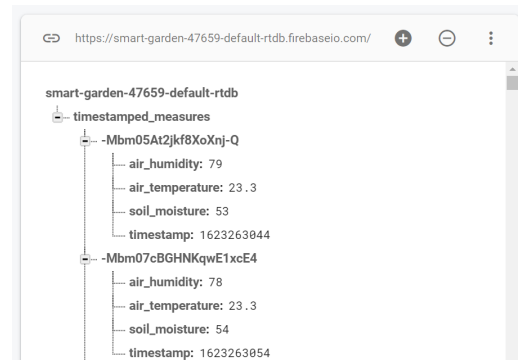 https://smart-garden-47659-default-rtdb.firebaseio.com/
smart-garden-47659-default-rtdb
timestamped_measures
-Mbm05At2jkf8XoXnj-Q
air_humidity: 79
air_temperature: 23.3
soil_moisture: 53
timestamp: 1623263044
-Mbm07cBGHNKqwE1xcE4
air_humidity: 78
air_temperature: 23.3
soil_moisture: 54
timestamp: 1623263054